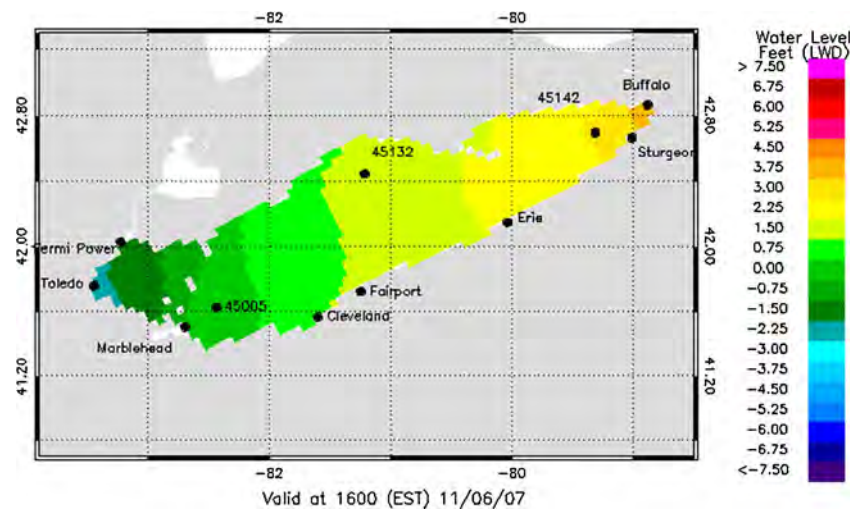 -82 -80
Water Level
Feet (LWD)
> 7.50
6.75
6.00
5.25
4.50
3.75
3.00
2.25
1.50
0.75
0.00
-0.75
-1.50
-2.25
-3.00
-3.75
-4.50
-5.25
-6.00
-6.75
<-7.50
42.80
42.00
41.20
42.80
42.00
41.20
Buffalo
45142
Sturgeon
45132
Erie
Fermi Power
Toledo
Fairport
45005
Cleveland
Marblehead
-82 -80
Valid at 1600 (EST) 11/06/07